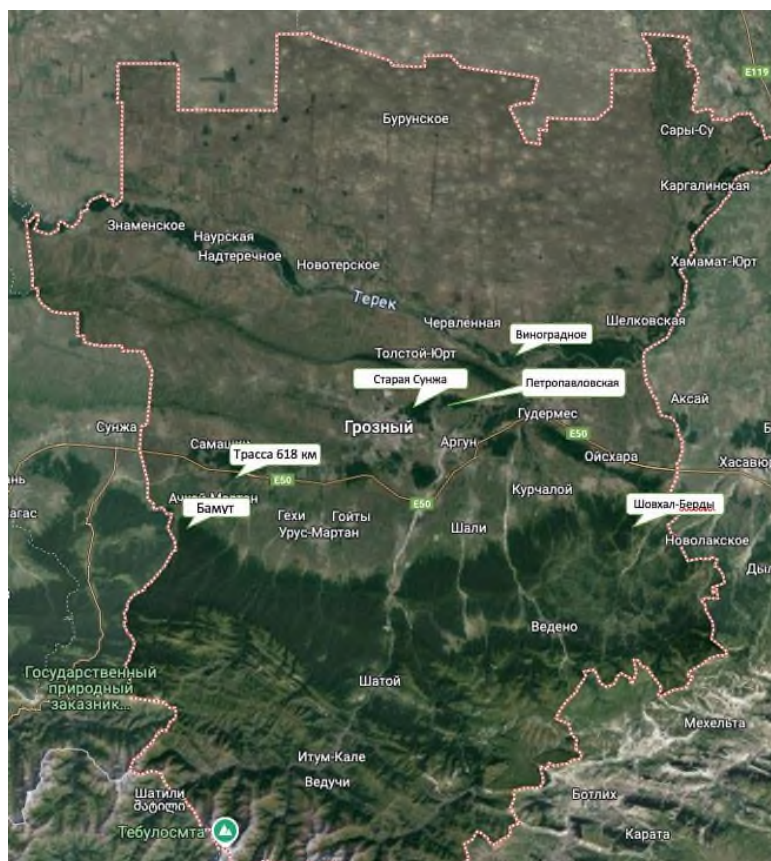 E119
Бурунское
Сары-Су
Каргалинская
Знаменское
Наурская
Надтеречное
Новотерское
Хамамат-Юрт
Терек
Червленная
Шелковская
Виноградное
Толстой-Юрт
Старая Сунжа
Петропавловская
Аксай
Гудермес
Грозный
Сунжа
Аргун
E50
Самашки
Трасса 618 км
Ойсхара
Хасавюр
E50
Курчалой
Ачхой-Мартан
E50
Бамут
Шовхал-Берды
Гехи
Гойты
Шали
Урус-Мартан
Новолакское
Ведено
Государственный
природный
заказник...
Шатой
Мехельта
Итум-Кале
Ведучи
Шатили
შატილი
Ботлих
Тебулосмта
Карата